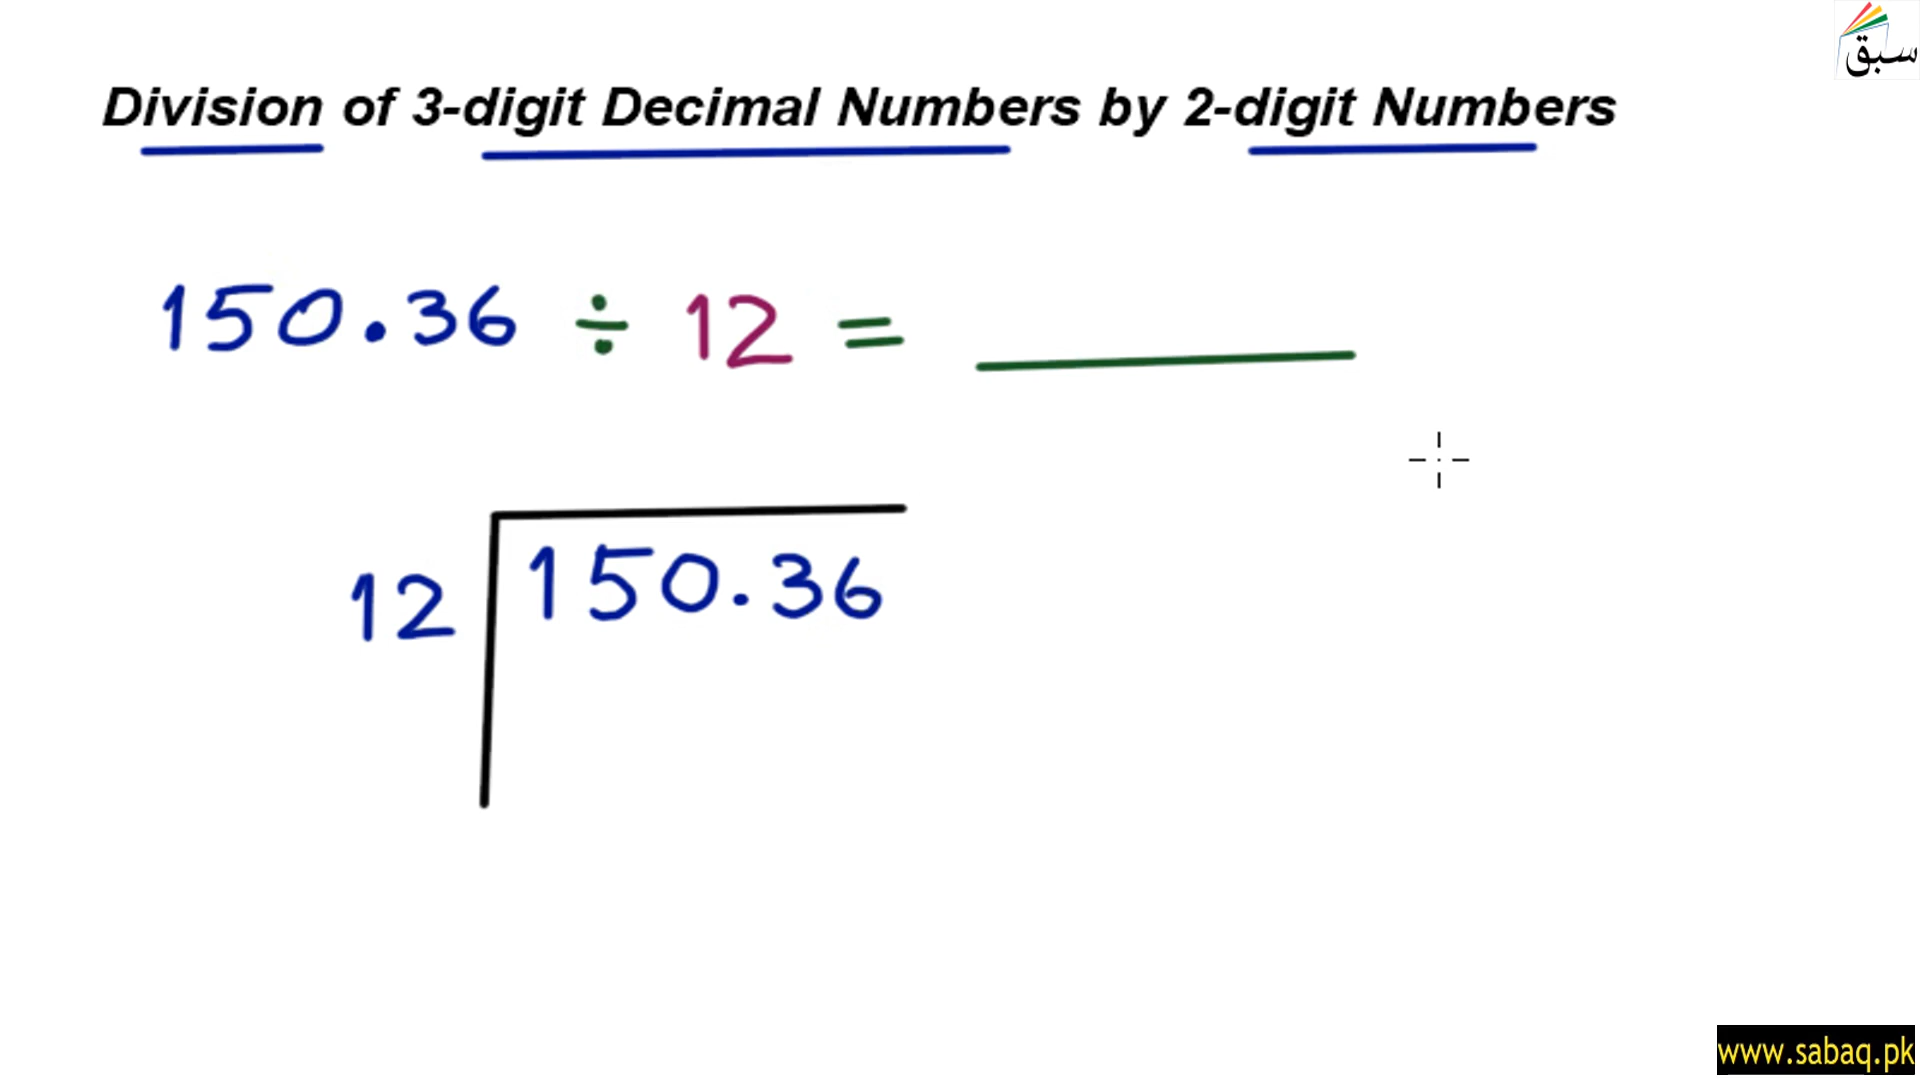 سبق
Division of 3-digit Decimal Numbers by 2-digit Numbers
150.36 ÷ 12 =
12 150.36
www.sabaq.pk